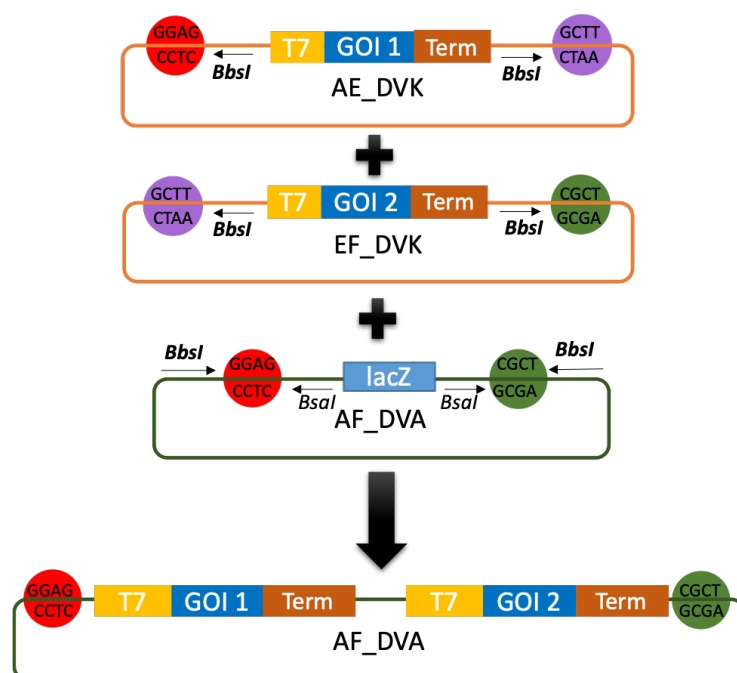 GGAG
CCTC
BbsI
T7 GOI 1 Term
BbsI
GCTT
CTAA
AE_DVK
GCTT
CTAA
BbsI
T7 GOI 2 Term
BbsI
CGCT
GCGA
EF_DVK
BbsI
GGAG
CCTC
BsaI
lacZ
BsaI
CGCT
GCGA
BbsI
AF_DVA
GGAG
CCTC
T7 GOI 1 Term
T7 GOI 2 Term
CGCT
GCGA
AF_DVA